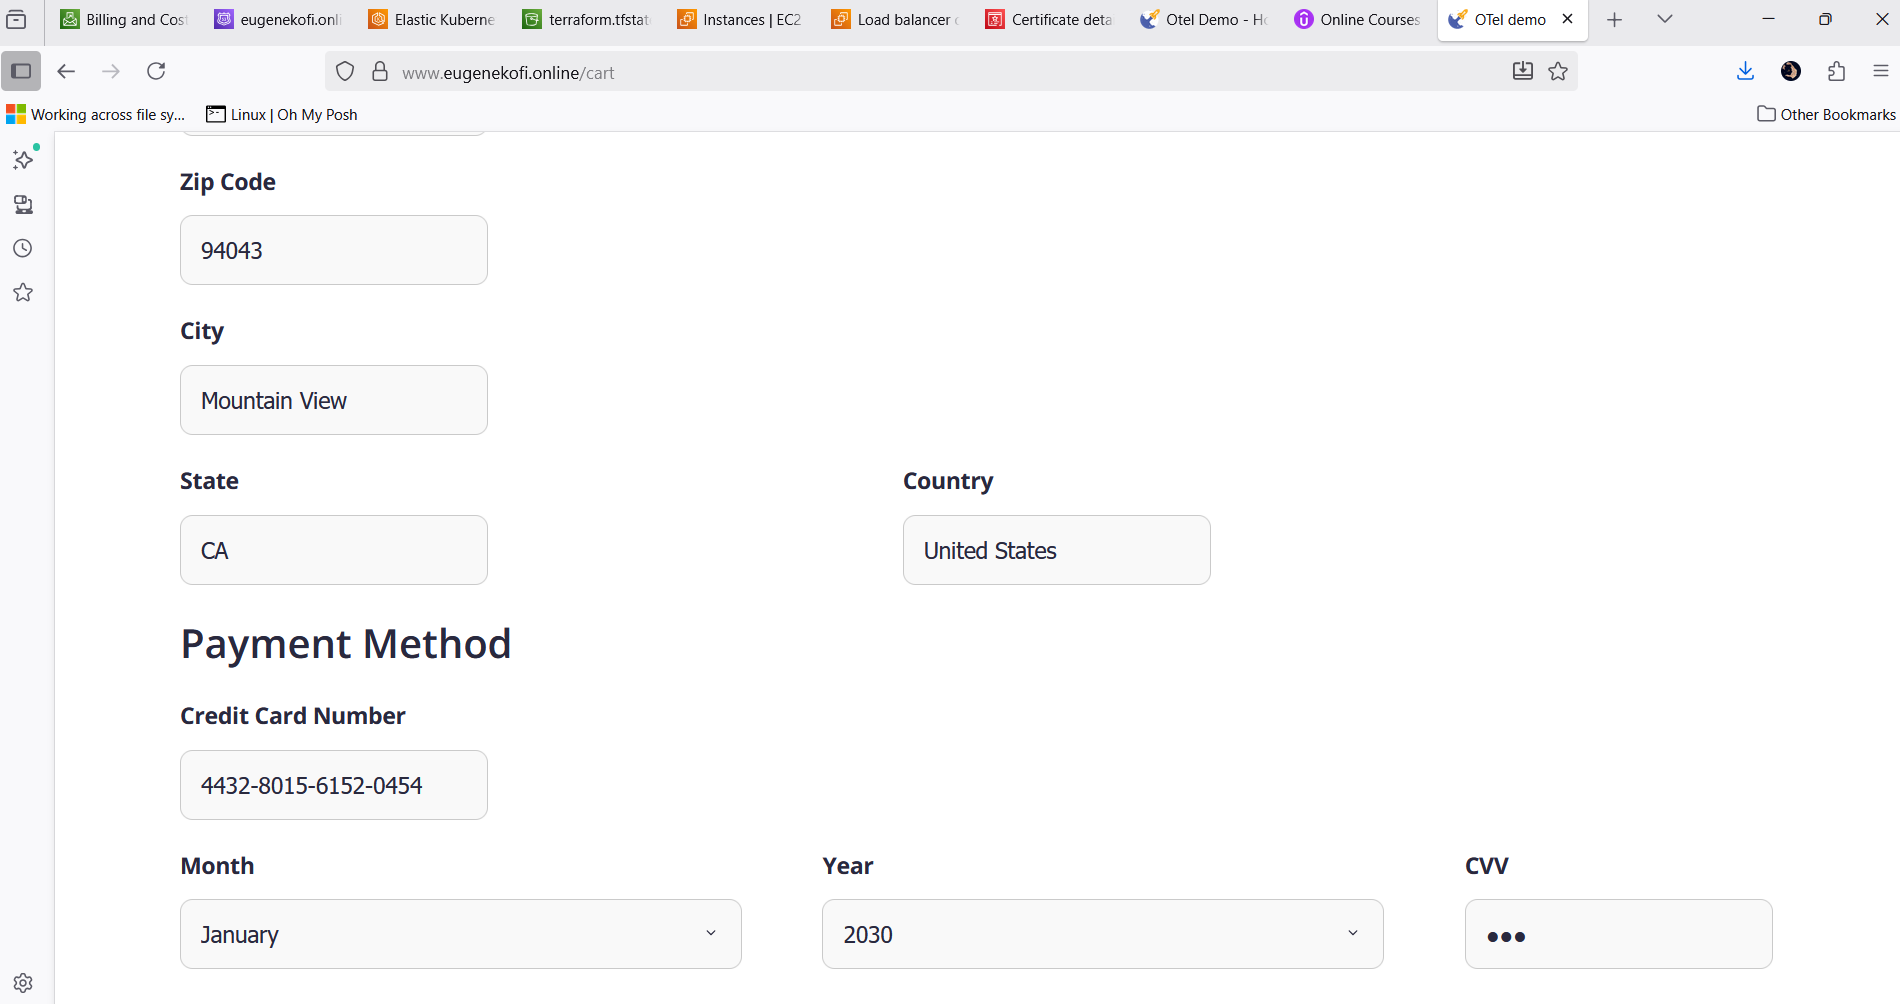 Billing and Cos
eugenekofi.onli
Elastic Kuberne
terraform.tfstat
Instances | EC2
Load balancer
Certificate deta
Otel Demo - Ho
Online Courses
OTel demo
www.eugenekofi.online/cart
Working across file sy...
Linux | Oh My Posh
Other Bookmarks
Zip Code
94043
City
Mountain View
State
Country
CA
United States
Payment Method
Credit Card Number
4432-8015-6152-0454
Month
Year
CVV
January
2030
●●●